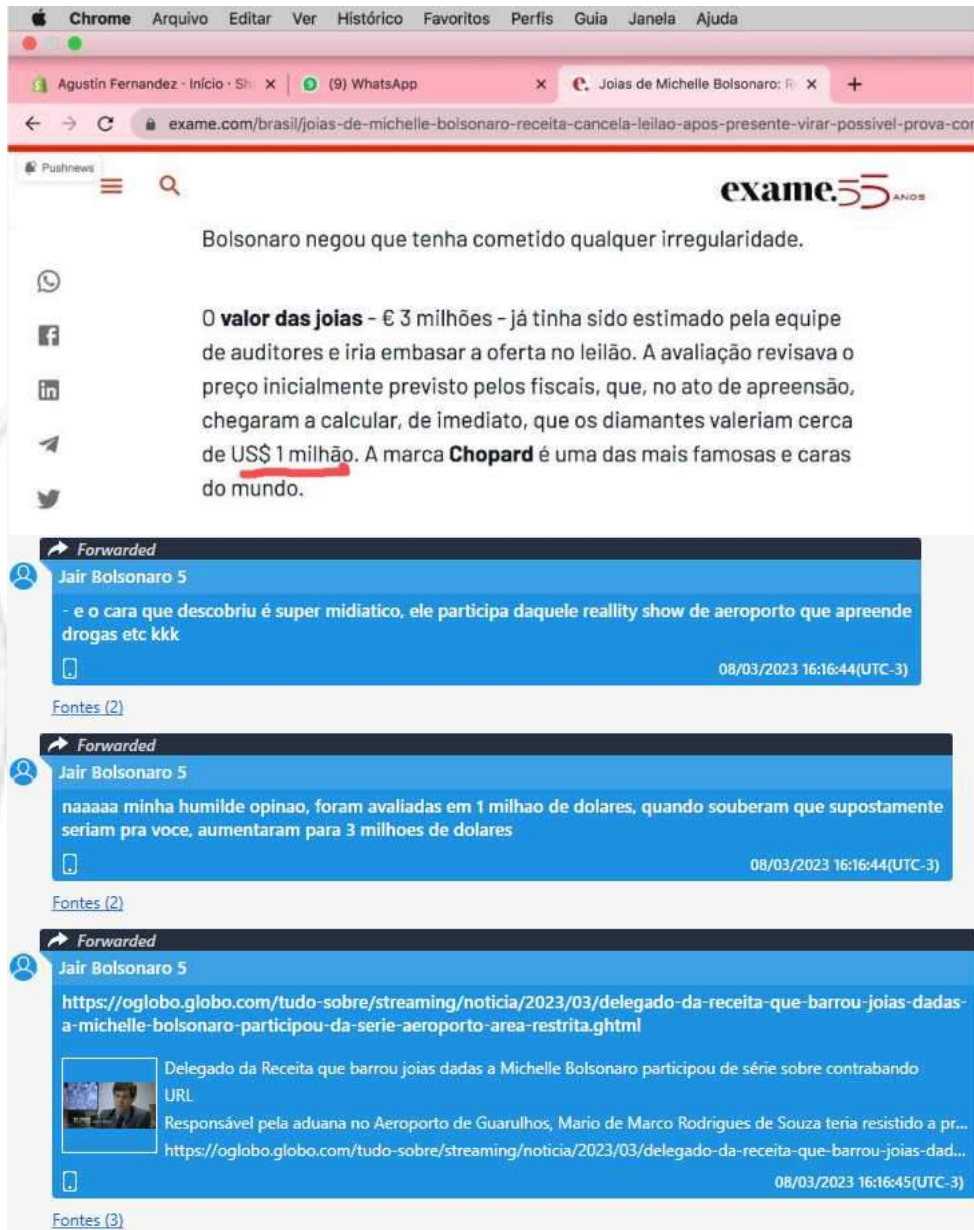 Chrome Arquivo Editar Ver Histórico Favoritos Perfis Guia Janela Ajuda
Agustin Fernandez · Início · Sh
(9) WhatsApp
e. Joias de Michelle Bolsonaro: R
exame.com/brasil/joias-de-michelle-bolsonaro-receita-cancela-leilao-apos-presente-virar-possivel-prova-cor
Pushnews
exame.55 ANOS
Bolsonaro negou que tenha cometido qualquer irregularidade.
O valor das joias - € 3 milhões - já tinha sido estimado pela equipe
de auditores e iria embasar a oferta no leilão. A avaliação revisava o
preço inicialmente previsto pelos fiscais, que, no ato de apreensão,
chegaram a calcular, de imediato, que os diamantes valeriam cerca
de US$ 1 milhão. A marca Chopard é uma das mais famosas e caras
do mundo.
Forwarded
Jair Bolsonaro 5
- e o cara que descobriu é super midiatico, ele participa daquele reallity show de aeroporto que apreende
drogas etc kkk
08/03/2023 16:16:44(UTC-3)
Fontes (2)
Forwarded
Jair Bolsonaro 5
naaaaa minha humilde opinao, foram avaliadas em 1 milhao de dolares, quando souberam que supostamente
seriam pra voce, aumentaram para 3 milhoes de dolares
08/03/2023 16:16:44(UTC-3)
Fontes (2)
Forwarded
Jair Bolsonaro 5
https://oglobo.globo.com/tudo-sobre/streaming/noticia/2023/03/delegado-da-receita-que-barrou-joias-dadas-
a-michelle-bolsonaro-participou-da-serie-aeroporto-area-restrita.ghtml
Delegado da Receita que barrou joias dadas a Michelle Bolsonaro participou de série sobre contrabando
URL
Responsável pela aduana no Aeroporto de Guarulhos, Mario de Marco Rodrigues de Souza teria resistido a pr...
https://oglobo.globo.com/tudo-sobre/streaming/noticia/2023/03/delegado-da-receita-que-barrou-joias-dad...
08/03/2023 16:16:45(UTC-3)
Fontes (3)